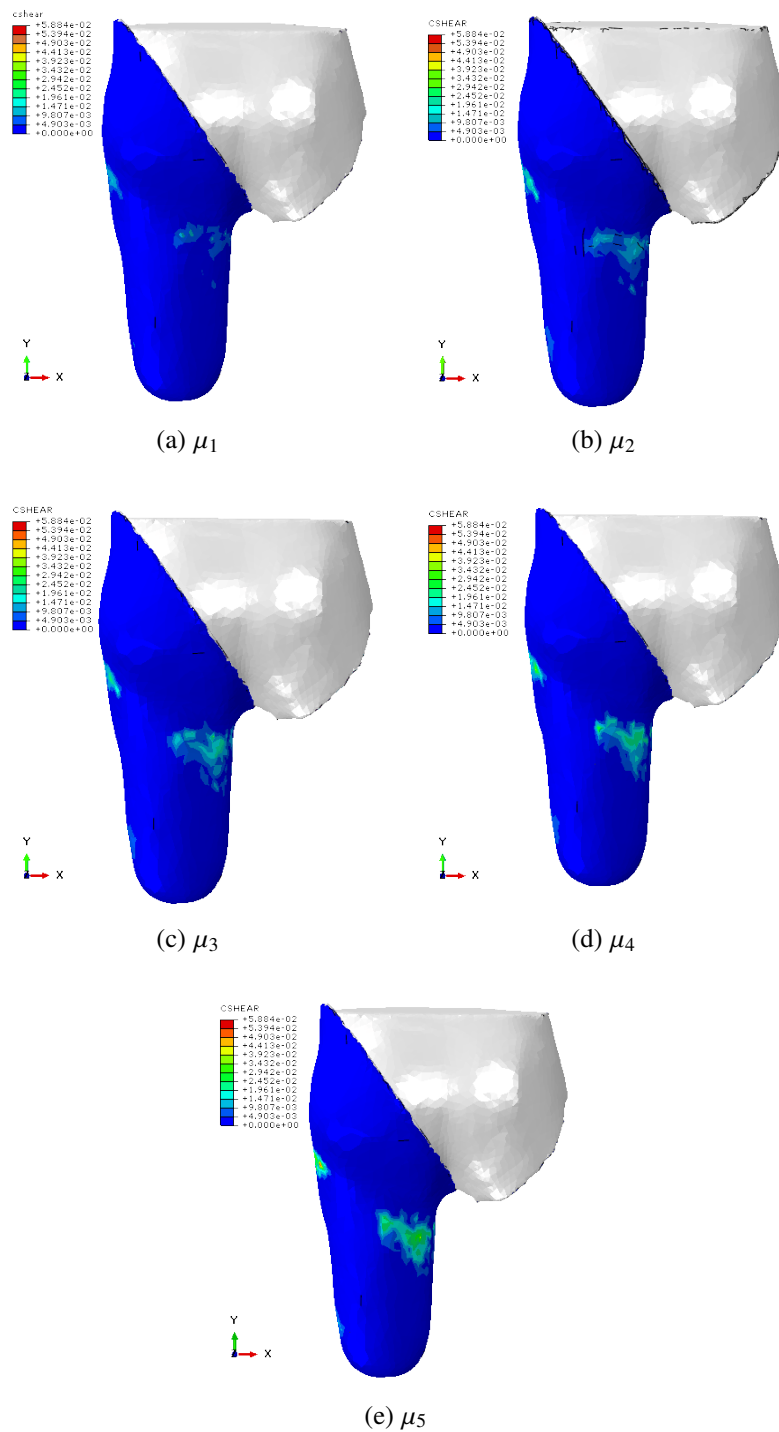 cshear
+5.884e-02
+5.394e-02
+4.903e-02
+4.413e-02
+3.923e-02
+3.432e-02
+2.942e-02
+2.452e-02
+1.961e-02
+1.471e-02
+9.807e-03
+4.903e-03
+0.000e+00
Y
X
(a) μ1
CSHEAR
+5.884e-02
+5.394e-02
+4.903e-02
+4.413e-02
+3.923e-02
+3.432e-02
+2.942e-02
+2.452e-02
+1.961e-02
+1.471e-02
+9.807e-03
+4.903e-03
+0.000e+00
Y
X
(b) μ2
CSHEAR
+5.884e-02
+5.394e-02
+4.903e-02
+4.413e-02
+3.923e-02
+3.432e-02
+2.942e-02
+2.452e-02
+1.961e-02
+1.471e-02
+9.807e-03
+4.903e-03
+0.000e+00
Y
X
(c) μ3
CSHEAR
+5.884e-02
+5.394e-02
+4.903e-02
+4.413e-02
+3.923e-02
+3.432e-02
+2.942e-02
+2.452e-02
+1.961e-02
+1.471e-02
+9.807e-03
+4.903e-03
+0.000e+00
Y
X
(d) μ4
CSHEAR
+5.884e-02
+5.394e-02
+4.903e-02
+4.413e-02
+3.923e-02
+3.432e-02
+2.942e-02
+2.452e-02
+1.961e-02
+1.471e-02
+9.807e-03
+4.903e-03
+0.000e+00
Y
X
(e) μ5